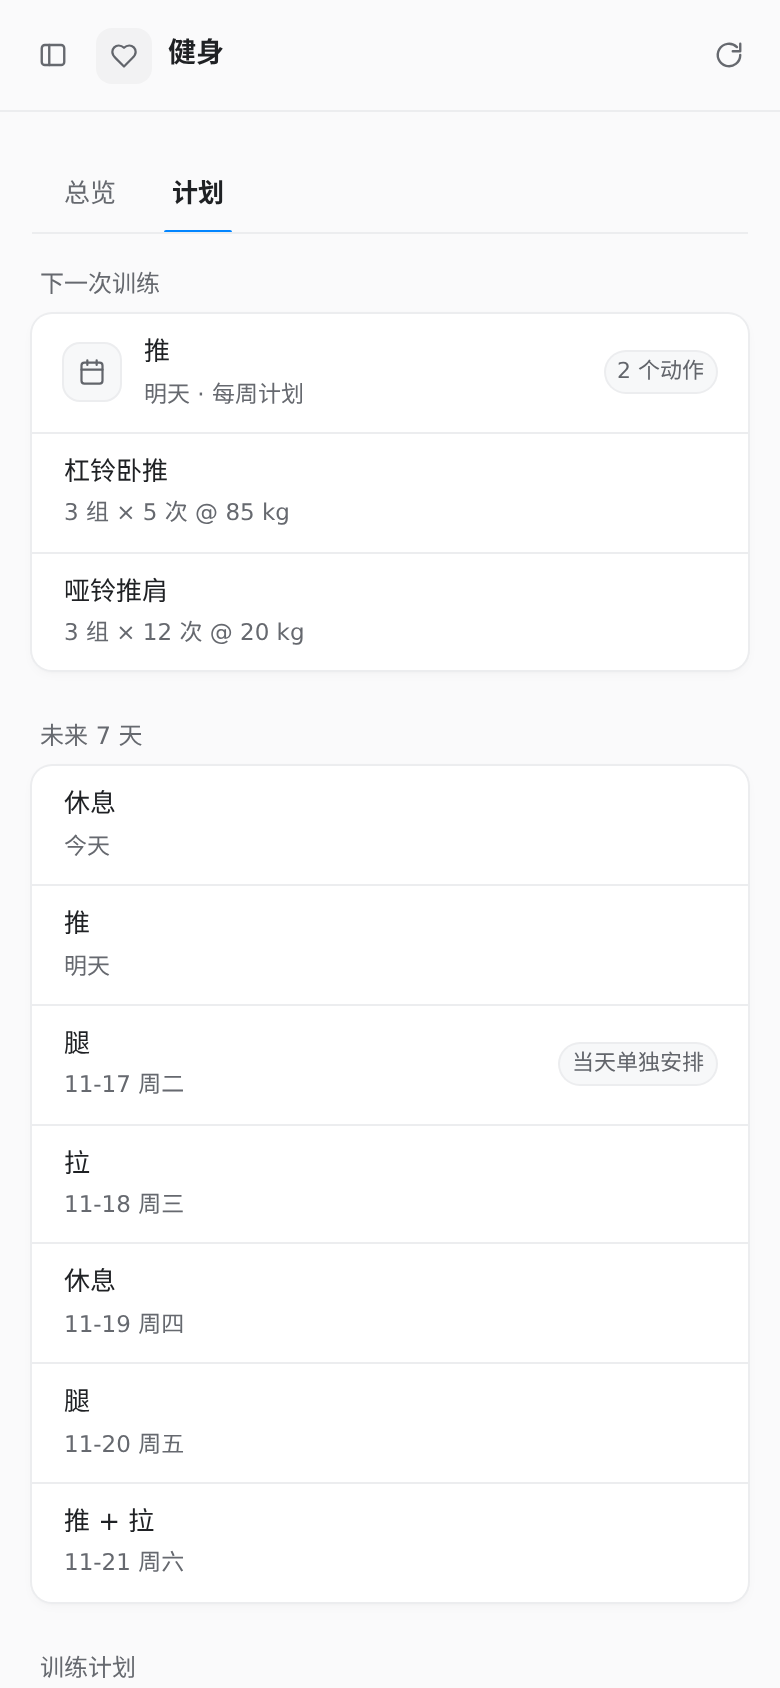 健身
总览
计划
下一次训练
推
明天 · 每周计划
2 个动作
杠铃卧推
3 组 × 5 次 @ 85 kg
哑铃推肩
3 组 × 12 次 @ 20 kg
未来 7 天
休息
今天
推
明天
腿
11-17 周二
当天单独安排
拉
11-18 周三
休息
11-19 周四
腿
11-20 周五
推 + 拉
11-21 周六
训练计划